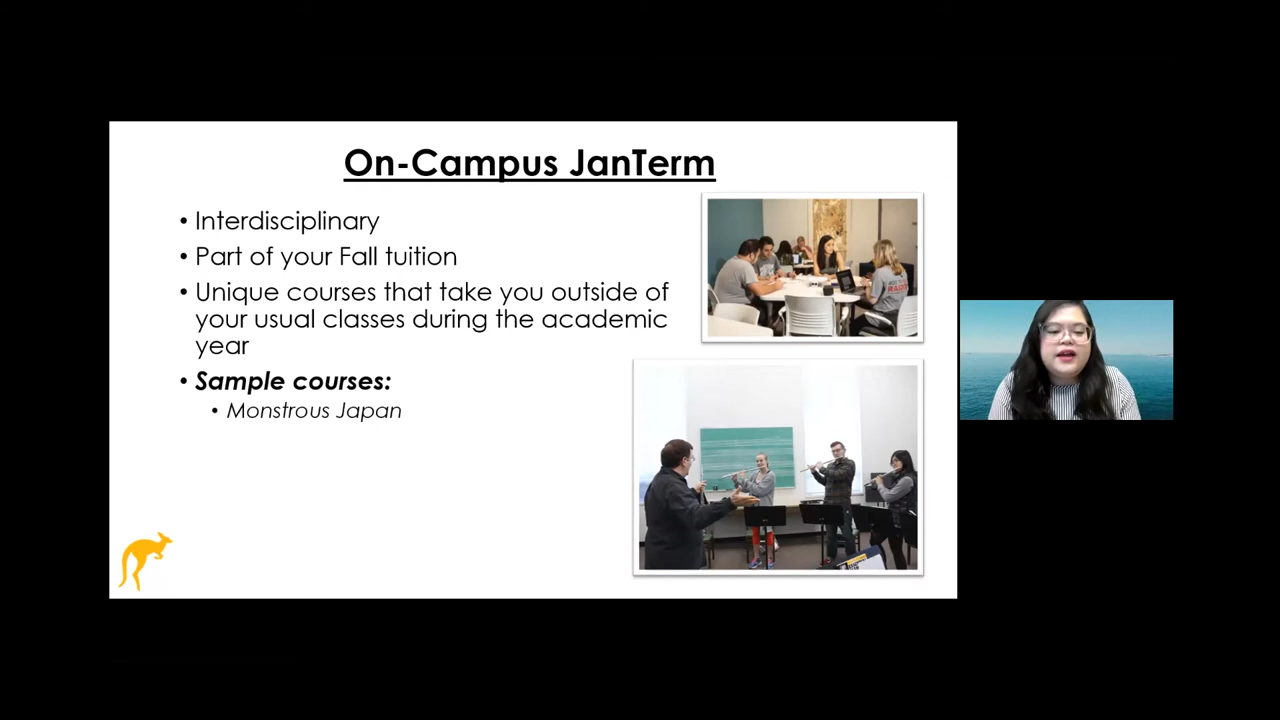 On-Campus JanTerm
• Interdisciplinary
• Part of your Fall tuition
• Unique courses that take you outside of
your usual classes during the academic
year
• Sample courses:
• Monstrous Japan